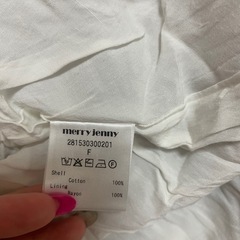 merry jenny
281530300201
F
Shell
Cotton 100%
Lining
Rayon 100%